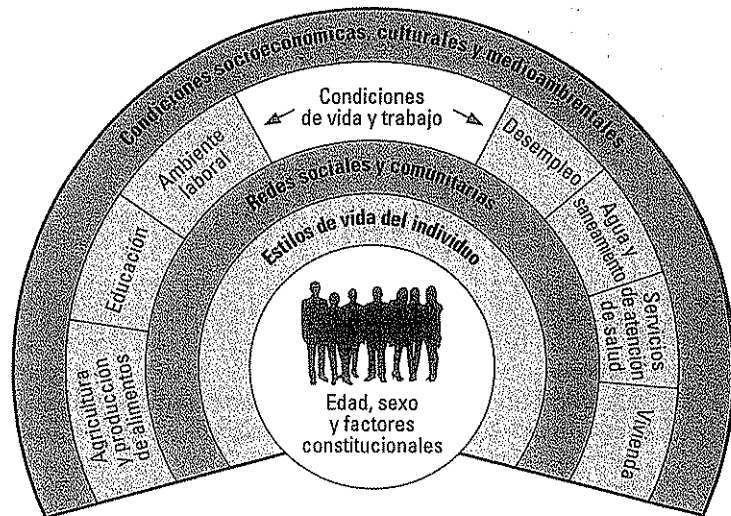 Condiciones socioeconómicas, culturales y medioambientales
Condiciones
de vida y trabajo
Agricultura
y producción
de alimentos
Educación
Ambiente
laboral
Desempleo
Agua y
saneamiento
Servicios
de atención
de salud
Vivienda
Redes sociales y comunitarias
Estilos de vida del individuo
Edad, sexo
y factores
constitucionales